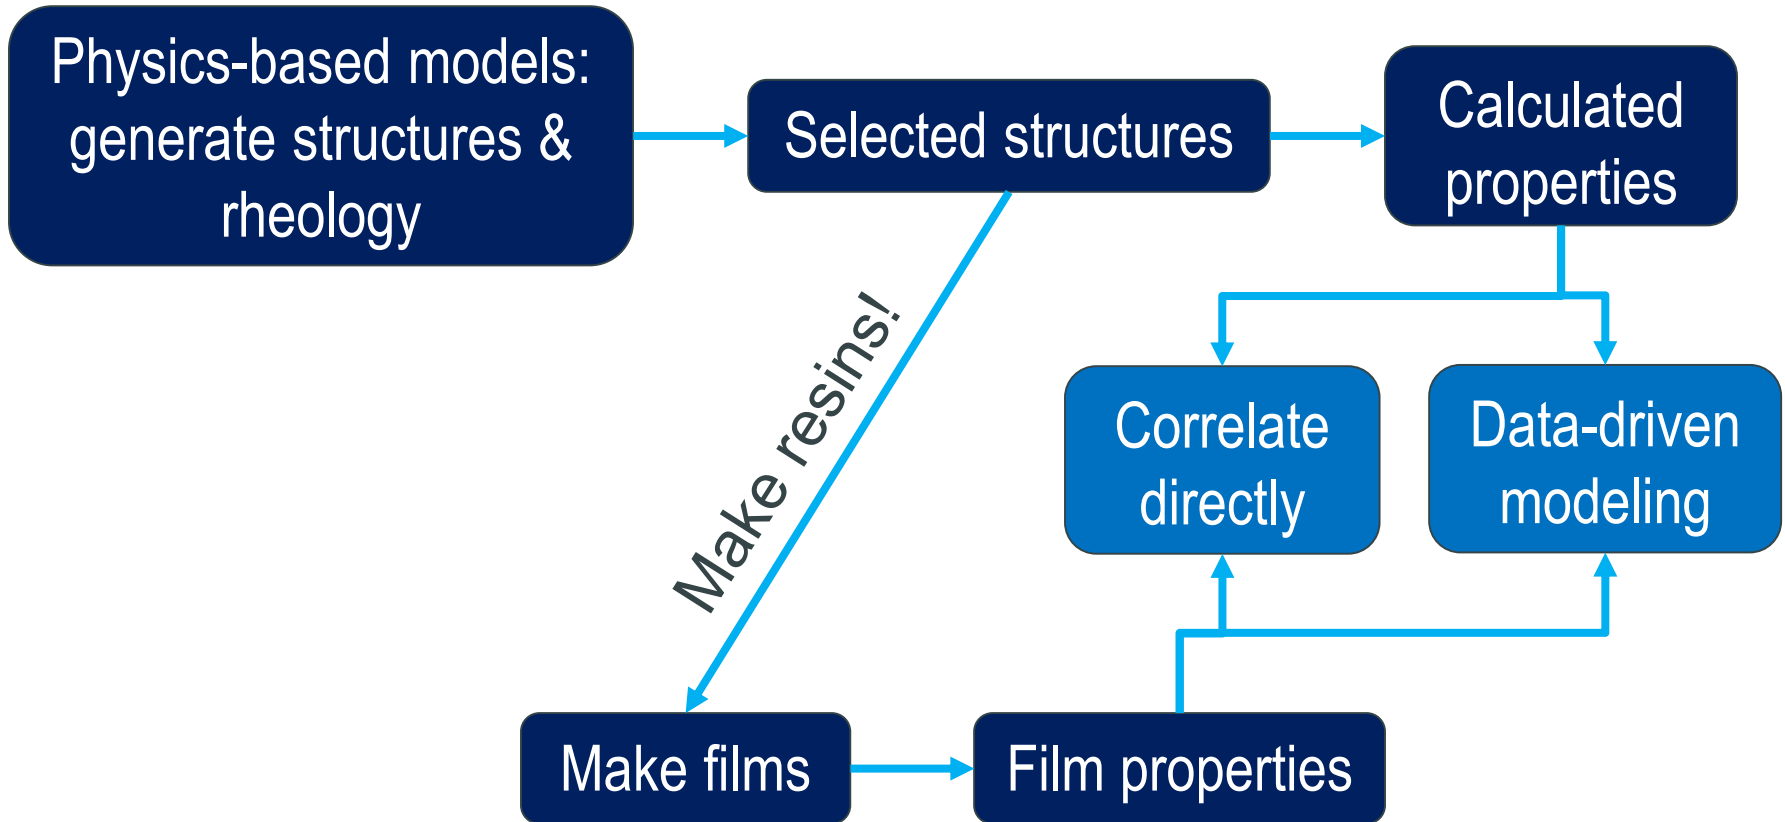 Physics-based models:
generate structures &
rheology
Selected structures
Calculated
properties
Make resins!
Correlate
directly
Data-driven
modeling
Make films
Film properties